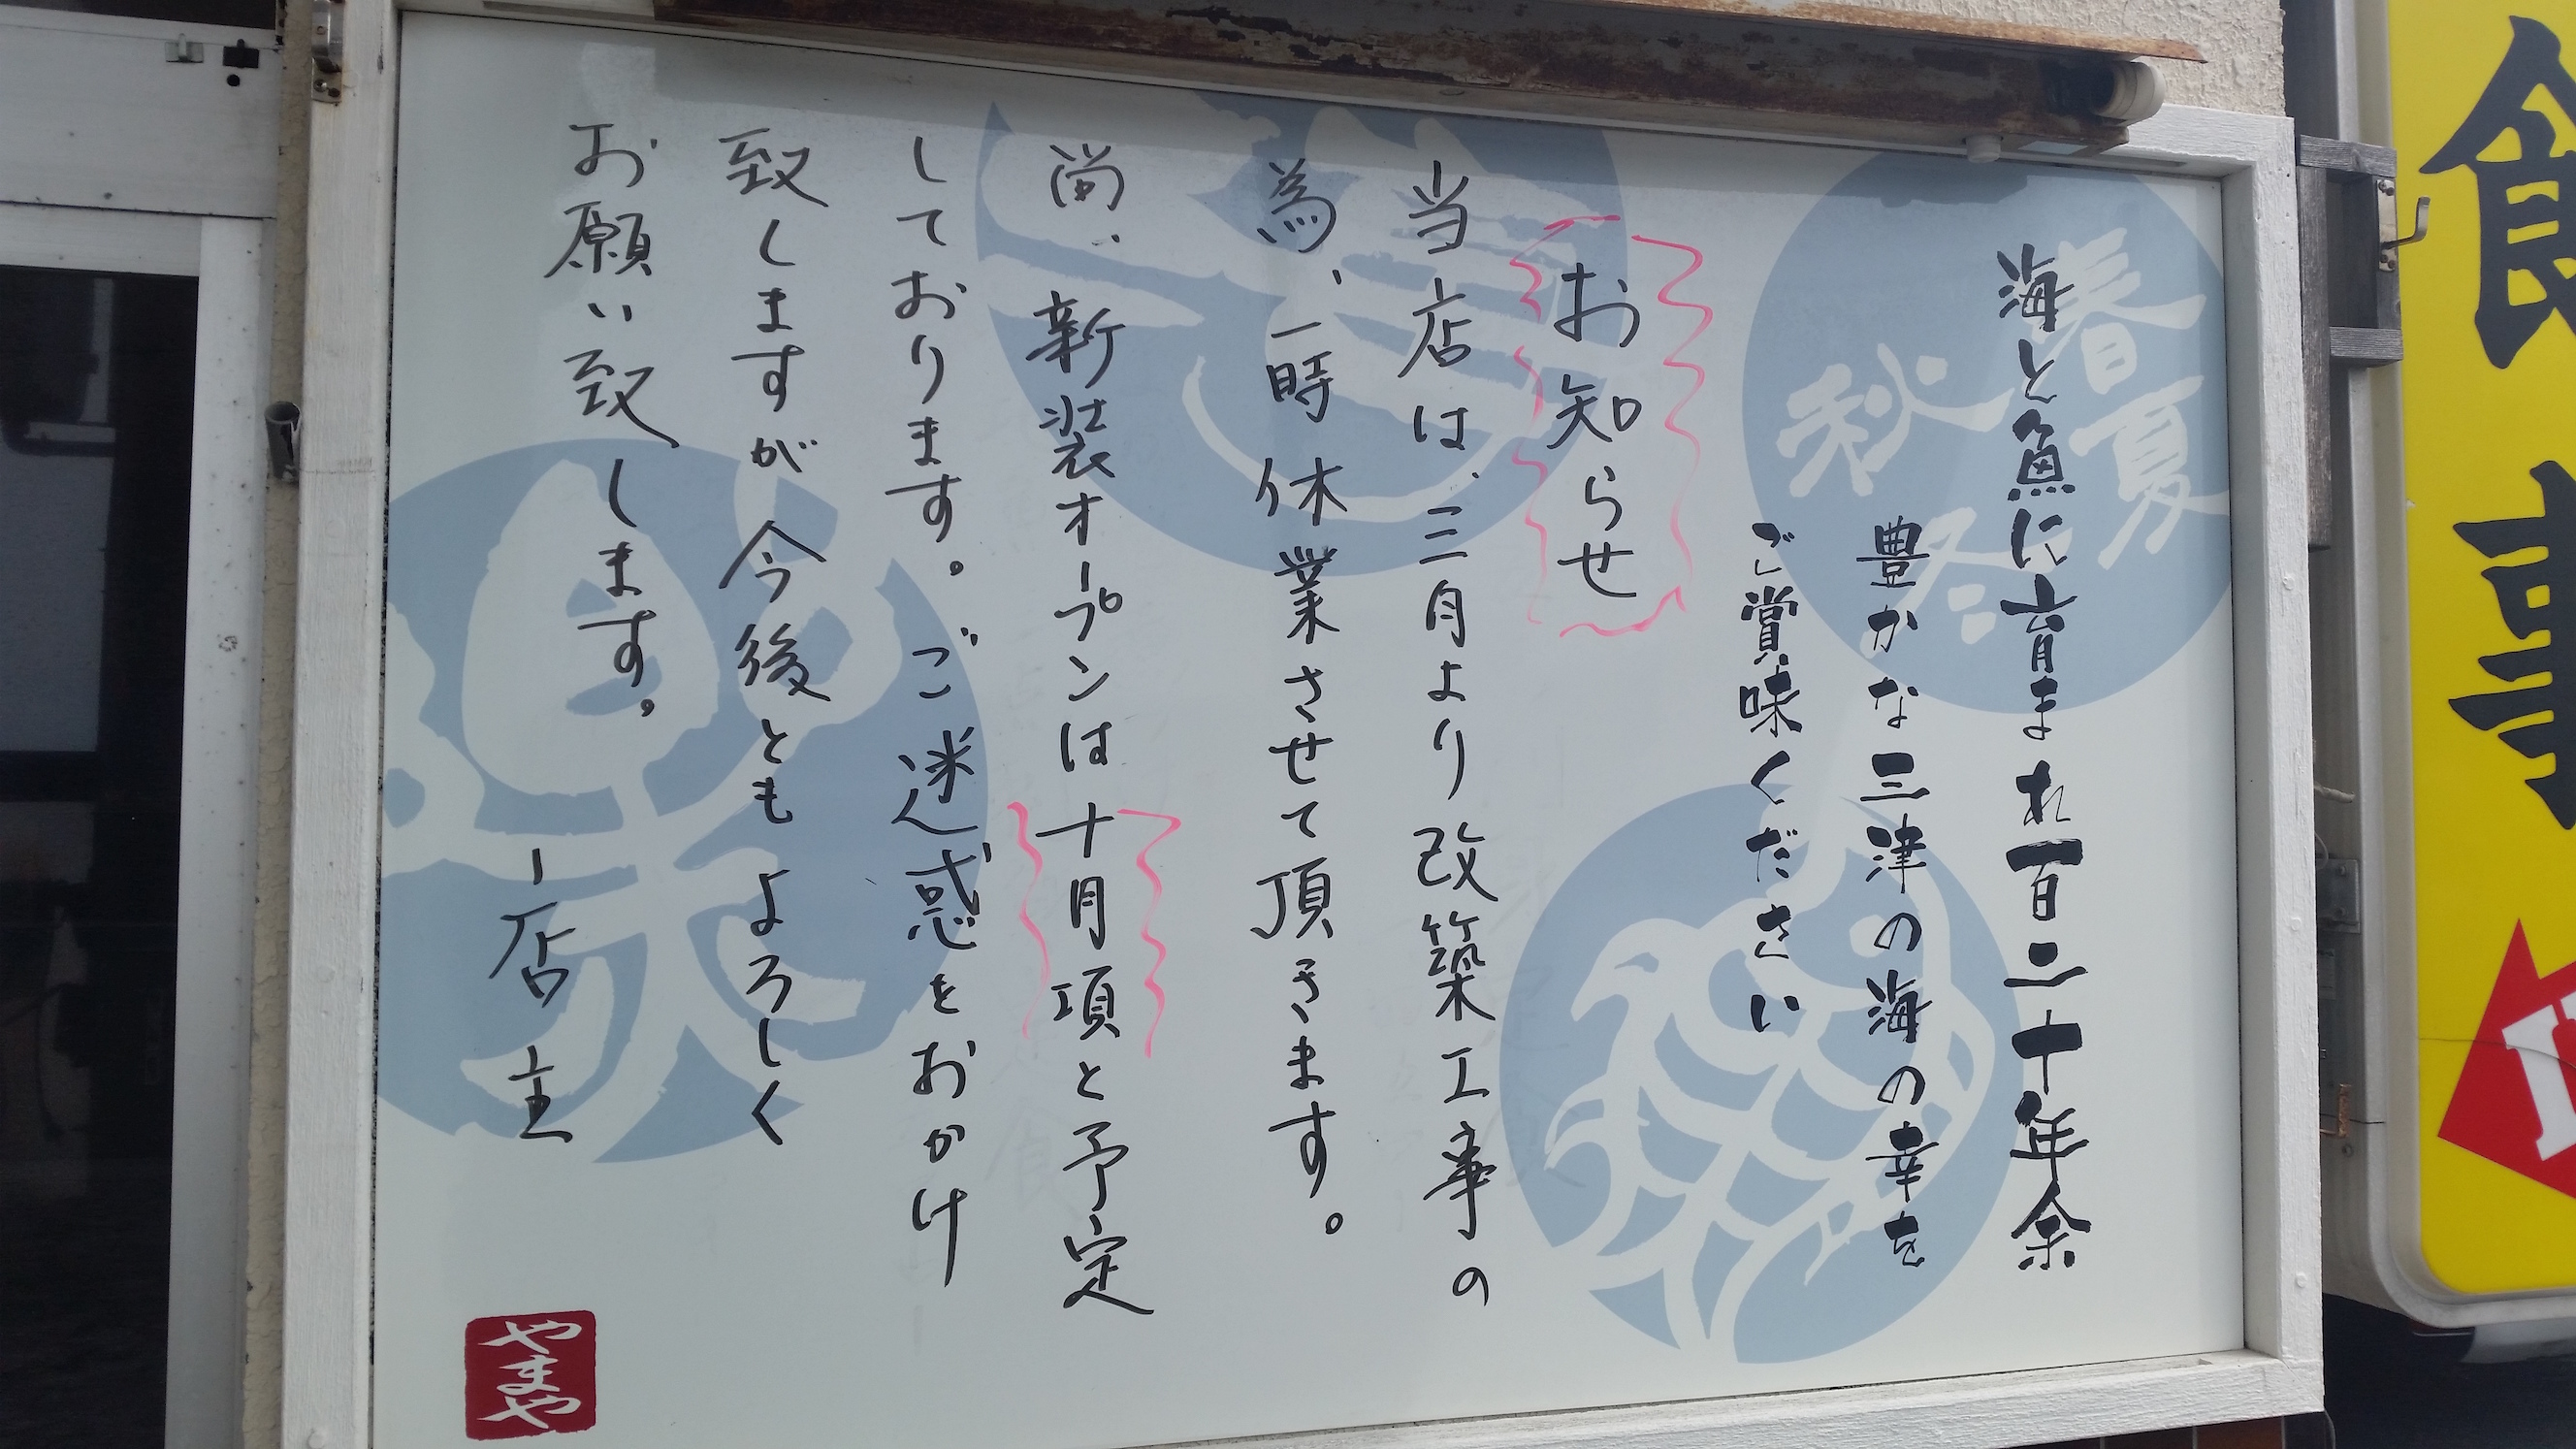 食事
春夏
秋冬
海と魚に育まれ百二十年余
豊かな三津の海の幸を
ご賞味ください
お知らせ
当店は、三月より改築工事の
為、一時休業させて頂きます。
尚、新装オープンは十月項と予定
しております。ご迷惑をおかけ
致しますが今後ともよろしく
お願い致します。
ー店主
やまや